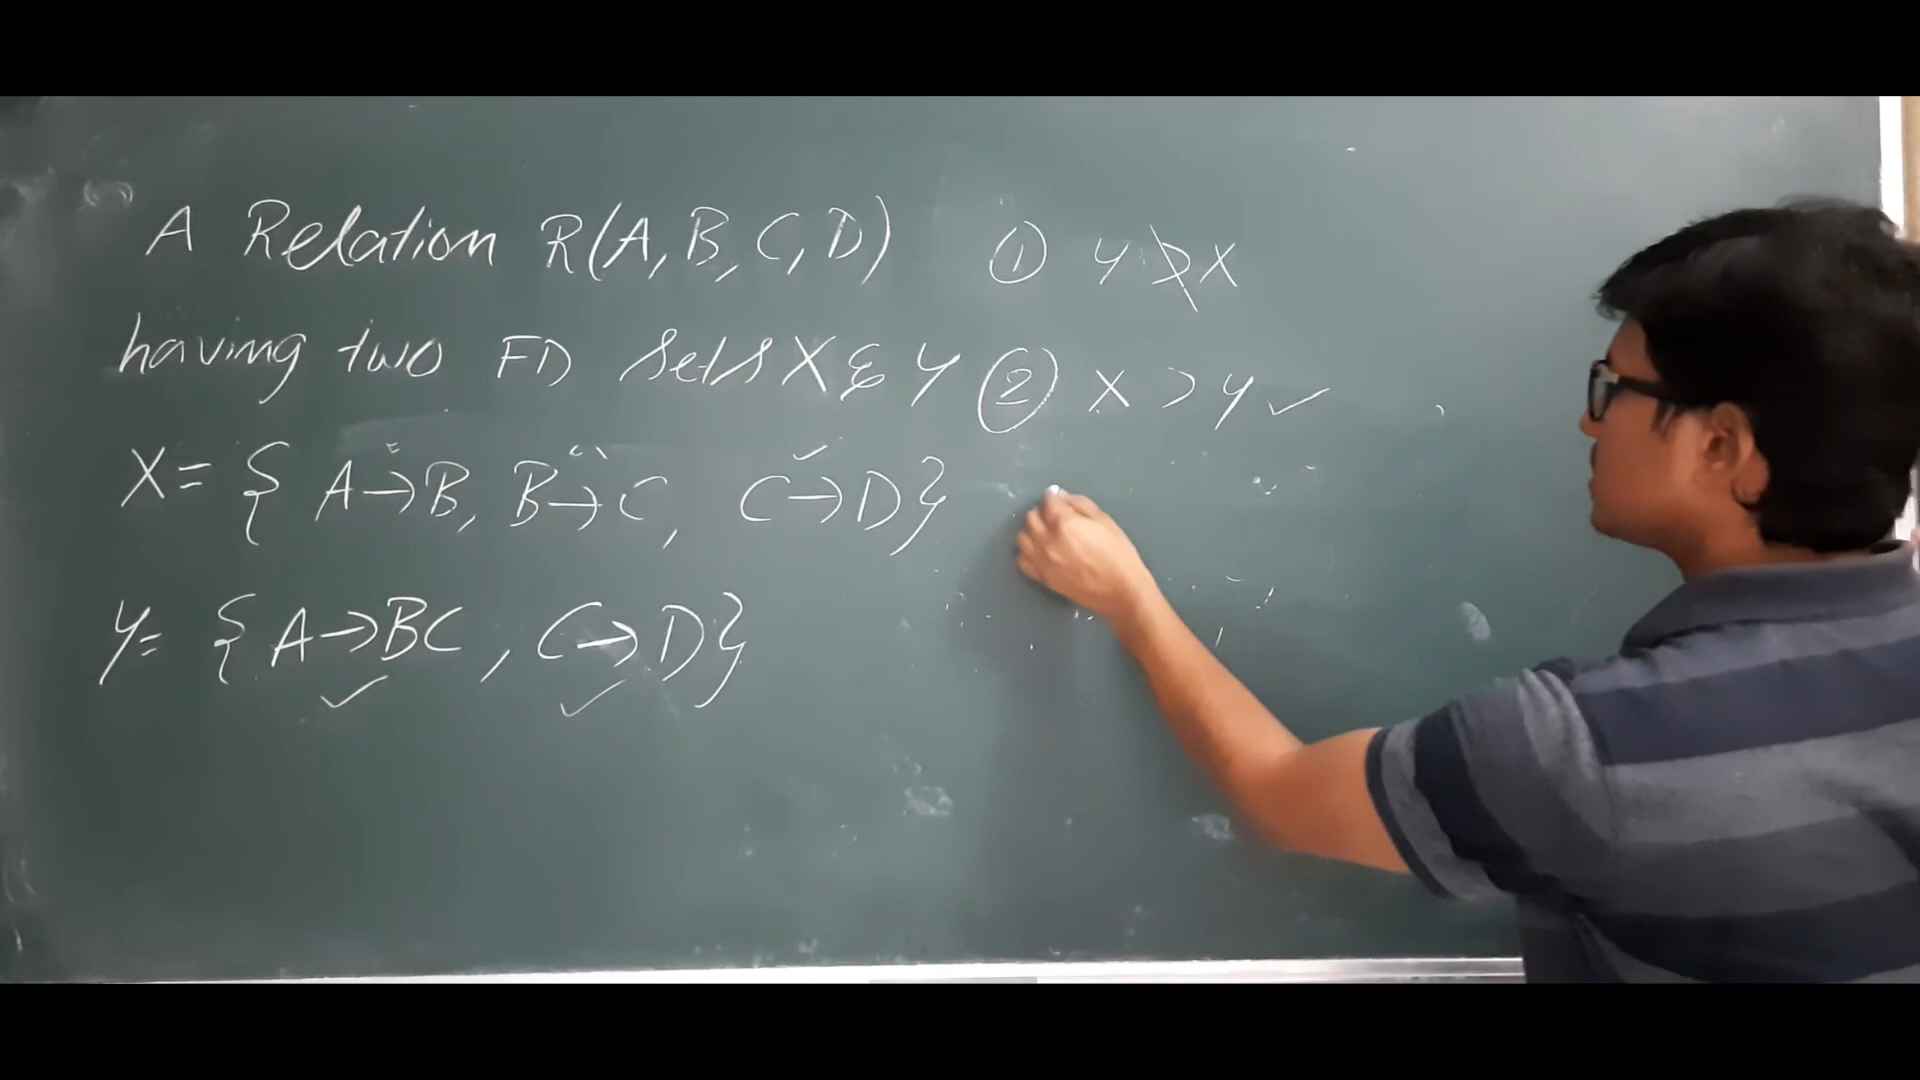 A Relation R(A, B, C, D)
having two FD Sets X & Y
X = { A→B, B→C, C→D}
Y = { A→BC, C→D}
① Y ⊅ X
② X ⊃ Y ✓